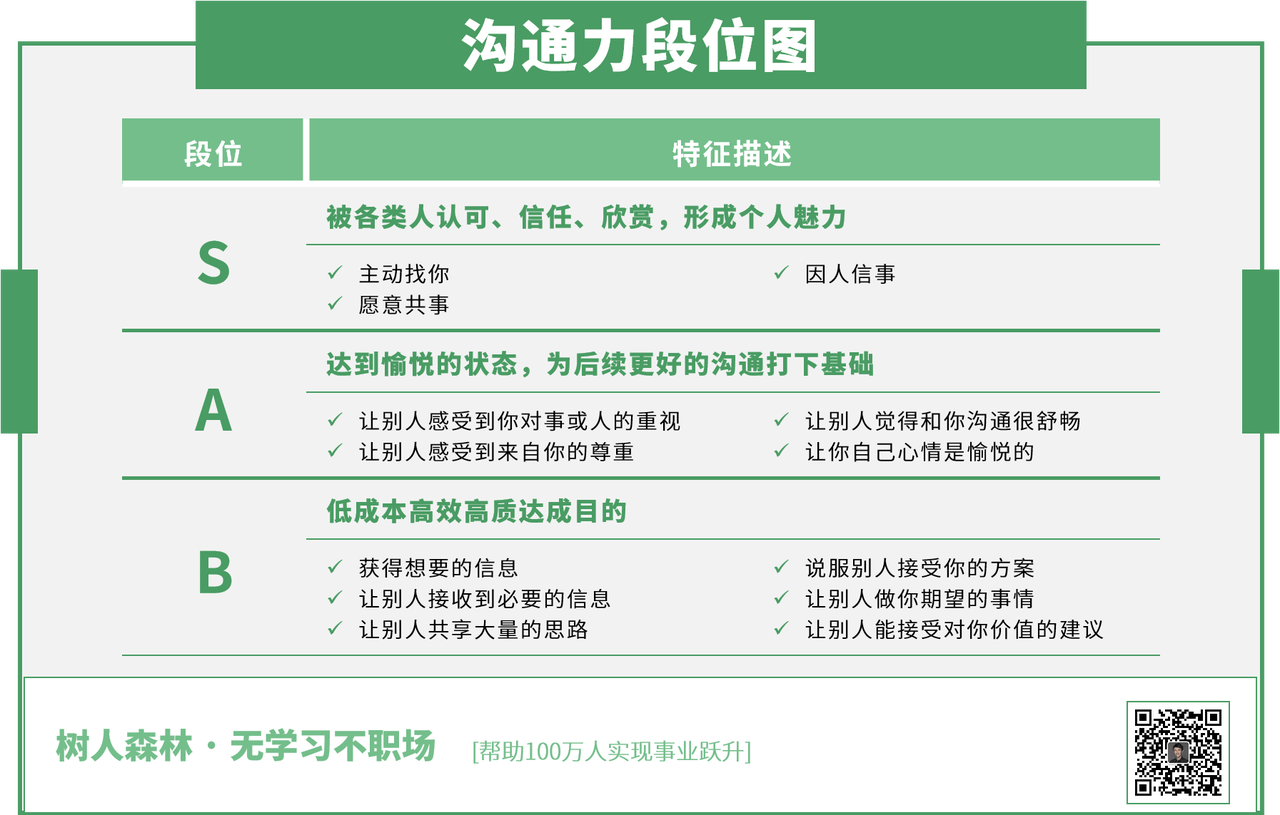 沟通力段位图
段位 特征描述
S
被各类人认可、信任、欣赏，形成个人魅力
✓ 主动找你 ✓ 因人信事
✓ 愿意共事
A
达到愉悦的状态，为后续更好的沟通打下基础
✓ 让别人感受到你对事或人的重视 ✓ 让别人觉得和你沟通很舒畅
✓ 让别人感受到来自你的尊重 ✓ 让你自己心情是愉悦的
B
低成本高效高质达成目的
✓ 获得想要的信息 ✓ 说服别人接受你的方案
✓ 让别人接收到必要的信息 ✓ 让别人做你期望的事情
✓ 让别人共享大量的思路 ✓ 让别人能接受对你价值的建议
树人森林·无学习不职场 [帮助100万人实现事业跃升]